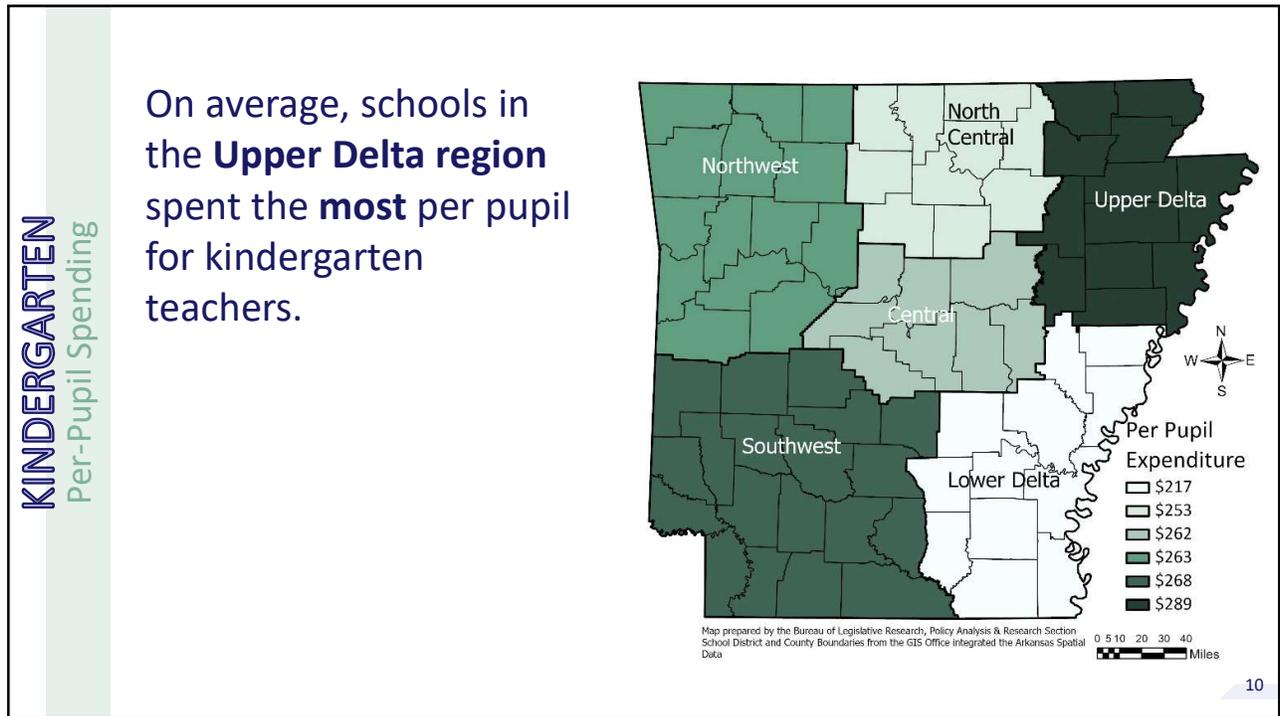 KINDERGARTEN
Per-Pupil Spending
On average, schools in
the Upper Delta region
spent the most per pupil
for kindergarten
teachers.
North
Central
Northwest
Upper Delta
Central
Southwest
Lower Delta
N
W E
S
Per Pupil
Expenditure
$217
$253
$262
$263
$268
$289
Map prepared by the Bureau of Legislative Research, Policy Analysis & Research Section
School District and County Boundaries from the GIS Office integrated the Arkansas Spatial
Data
0 5 10 20 30 40
Miles
10